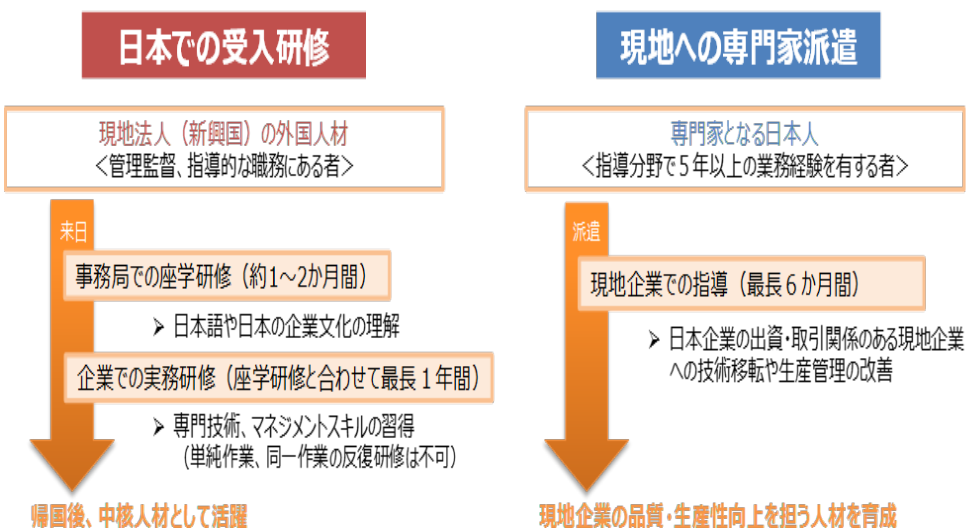 日本での受入研修
現地法人（新興国）の外国人材
＜管理監督、指導的な職務にある者＞
来日
事務局での座学研修（約1～2か月間）
➢ 日本語や日本の企業文化の理解
企業での実務研修（座学研修と合わせて最長１年間）
➢ 専門技術、マネジメントスキルの習得
（単純作業、同一作業の反復研修は不可）
帰国後、中核人材として活躍
現地への専門家派遣
専門家となる日本人
＜指導分野で５年以上の業務経験を有する者＞
派遣
現地企業での指導（最長６か月間）
➢ 日本企業の出資・取引関係のある現地企業
への技術移転や生産管理の改善
現地企業の品質・生産性向上を担う人材を育成